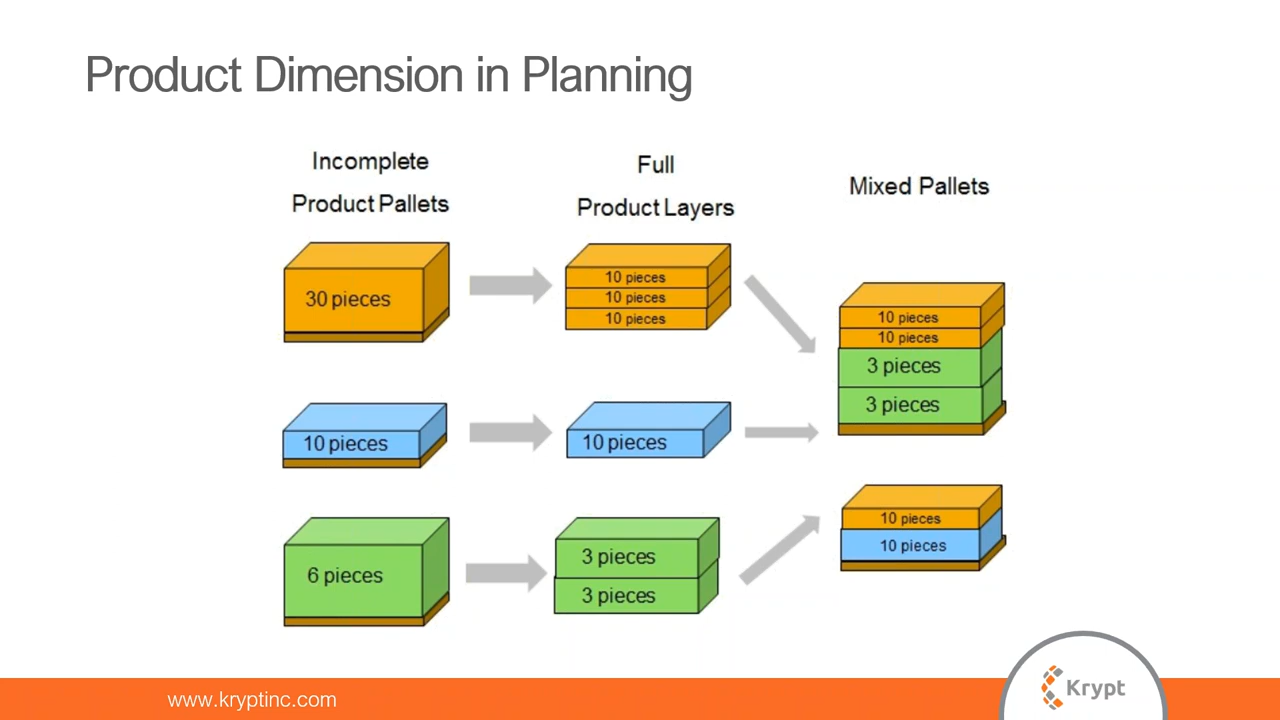 Product Dimension in Planning
Incomplete
Product Pallets
Full
Product Layers
Mixed Pallets
30 pieces
10 pieces
10 pieces
10 pieces
10 pieces
10 pieces
3 pieces
3 pieces
10 pieces
10 pieces
6 pieces
3 pieces
3 pieces
10 pieces
10 pieces
www.kryptinc.com
Krypt